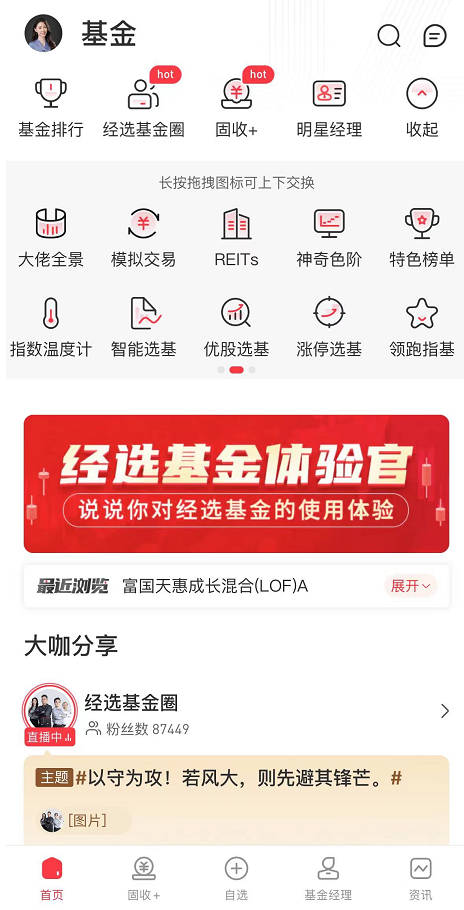 基金
hot
hot
基金排行 经选基金圈 固收+ 明星经理 收起
长按拖拽图标可上下交换
大佬全景 模拟交易 REITs 神奇色阶 特色榜单
指数温度计 智能选基 优股选基 涨停选基 领跑指基
经选基金体验官
说说你对经选基金的使用体验
最近浏览 富国天惠成长混合(LOF)A 展开
大咖分享
经选基金圈
直播中 粉丝数 87449
主题 #以守为攻！若风大，则先避其锋芒。#
[图片]
首页 固收+ 自选 基金经理 资讯